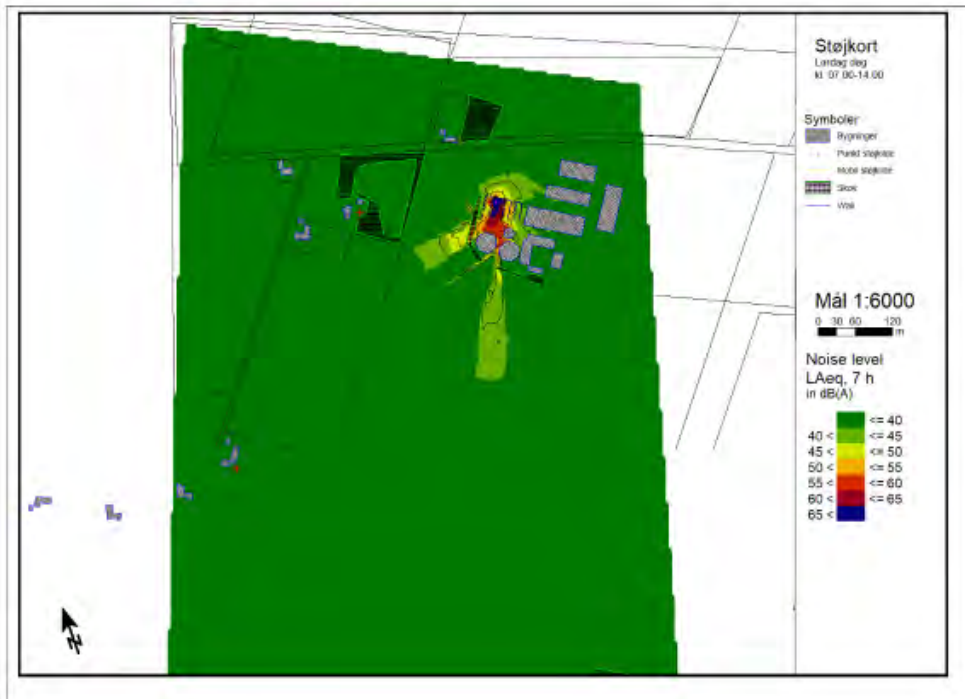 Støjkort
Lørdag dag
kl. 07.00-14.00
Symboler
Bygninger
Punkt støjkilde
Mobil støjkilde
Skov
Mål 1:6000
0 30 60 120
m
Noise level
LAeq, 7 h
in dB(A)
<= 40
40 < <= 45
45 < <= 50
50 < <= 55
55 < <= 60
60 < <= 65
65 <
N